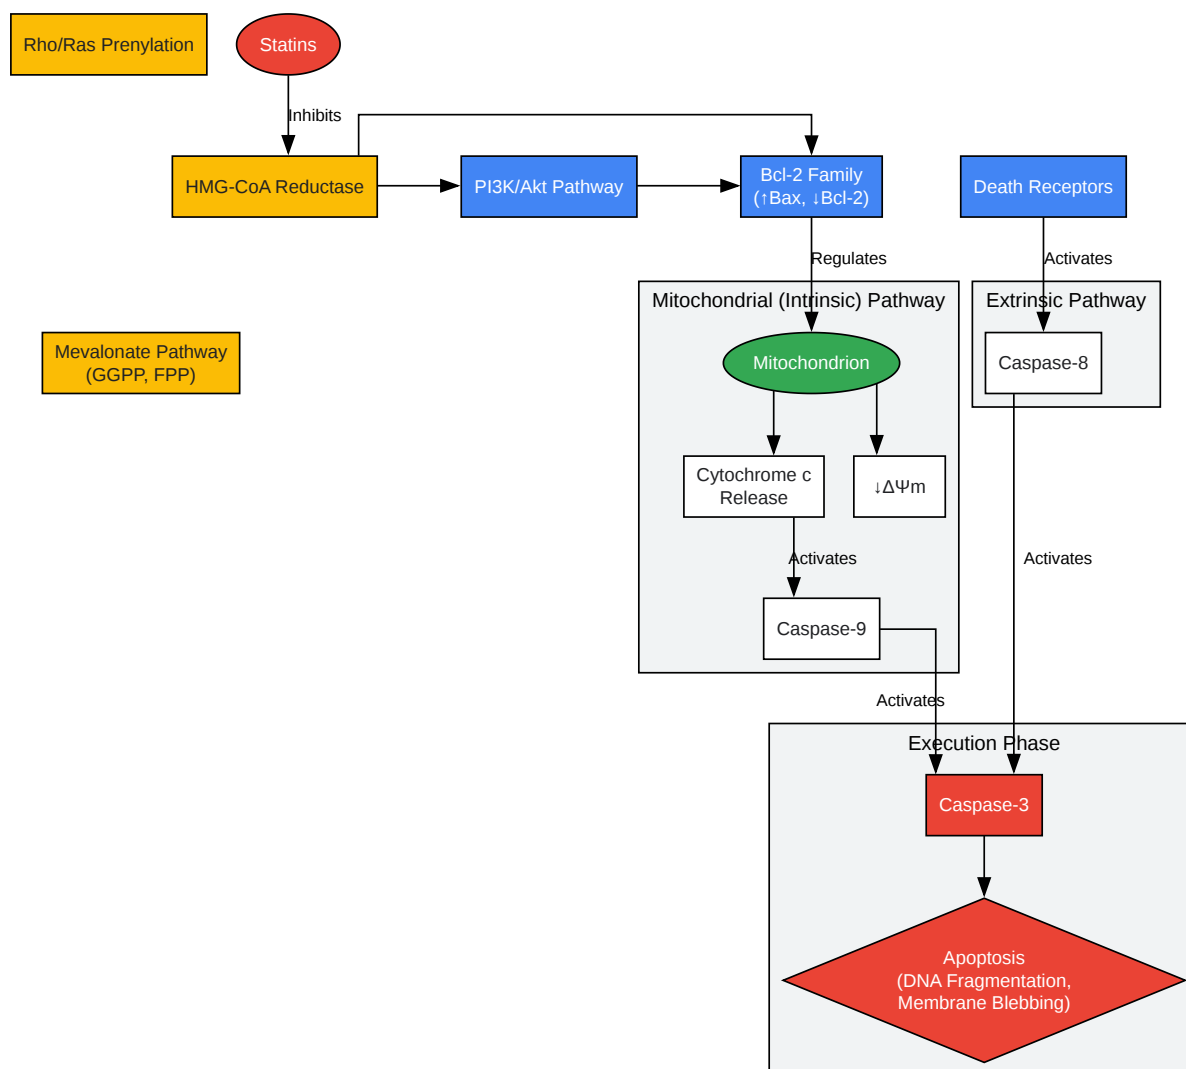 Rho/Ras Prenylation
Statins
Inhibits
HMG-CoA Reductase
PI3K/Akt Pathway
Bcl-2 Family
(↑Bax, ↓Bcl-2)
Death Receptors
Regulates
Activates
Mitochondrial (Intrinsic) Pathway
Extrinsic Pathway
Mevalonate Pathway
(GGPP, FPP)
Mitochondrion
Caspase-8
Cytochrome c
Release
↓ΔΨm
Activates
Activates
Caspase-9
Activates
Execution Phase
Caspase-3
Apoptosis
(DNA Fragmentation,
Membrane Blebbing)